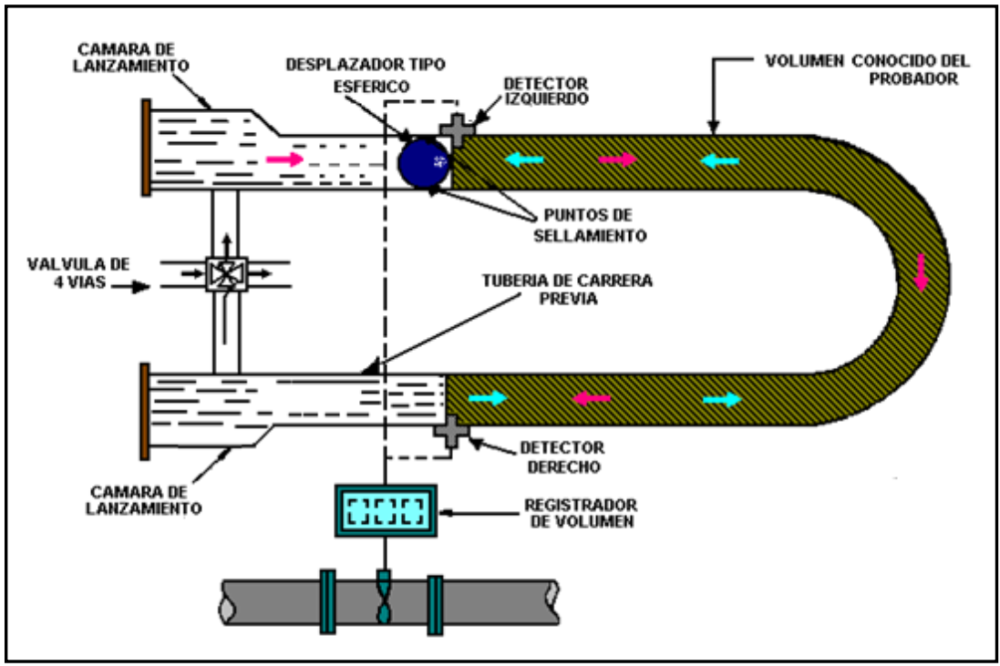 CAMARA DE
LANZAMIENTO
DESPLAZADOR TIPO
ESFERICO
DETECTOR
IZQUIERDO
VOLUMEN CONOCIDO DEL
PROBADOR
PUNTOS DE
SELLAMIENTO
VALVULA DE
4 VIAS
TUBERIA DE CARRERA
PREVIA
DETECTOR
DERECHO
CAMARA DE
LANZAMIENTO
REGISTRADOR
DE VOLUMEN